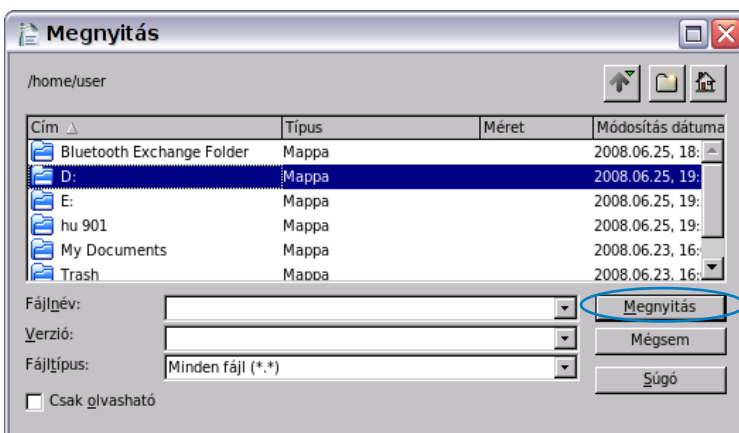 Megnyitás
/home/user
Cím Típus Méret Módosítás dátuma
Bluetooth Exchange Folder Mappa 2008.06.25, 18:
D: Mappa 2008.06.25, 19:
E: Mappa 2008.06.25, 19:
hu 901 Mappa 2008.06.25, 19:
My Documents Mappa 2008.06.23, 16:
Trash Mappa 2008.06.23, 16:
Fájlnév: Megnyitás
Verzió: Mégsem
Fájltípus: Minden fájl (*.*) Súgó
Csak olvasható